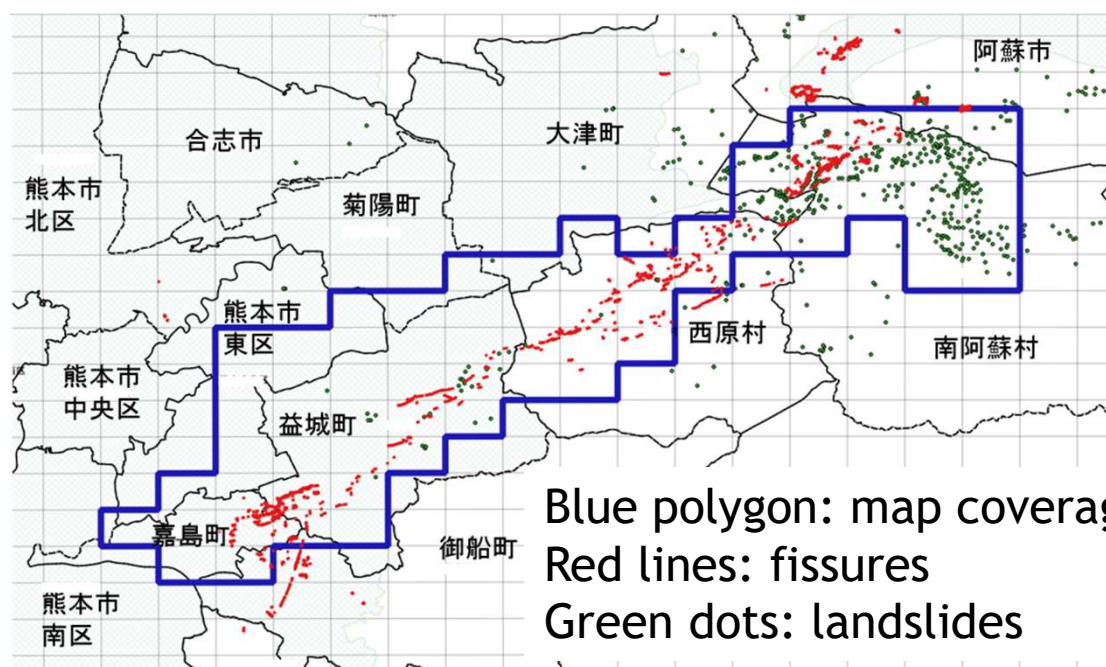 阿蘇市
大津町
合志市
熊本市
北区
菊陽町
熊本市
東区
西原村
南阿蘇村
熊本市
中央区
益城町
嘉島町
御船町
熊本市
南区
Blue polygon: map coverag
Red lines: fissures
Green dots: landslides